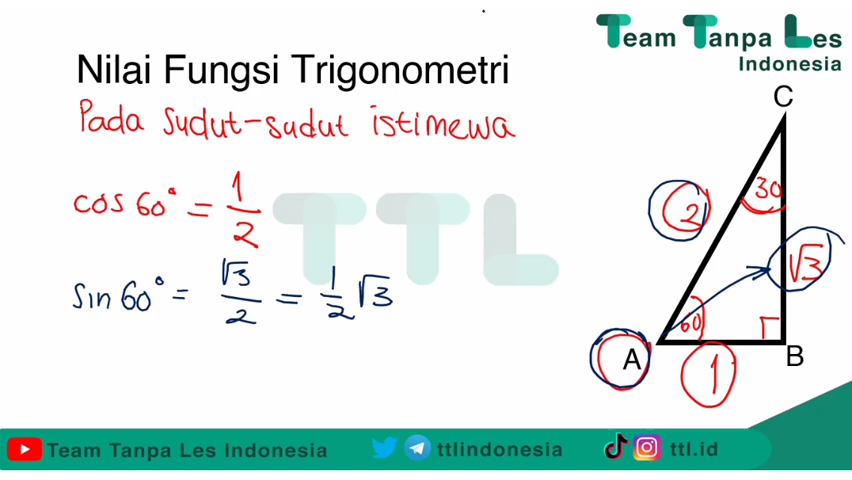 Team Tanpa Les
Indonesia
Nilai Fungsi Trigonometri
Pada sudut-sudut istimewa
cos 60° = 1/2
sin 60° = √3/2 = 1/2 √3
TTL
C
30
2
√3
60
A
1
B
Team Tanpa Les Indonesia
ttlindonesia
ttl.id